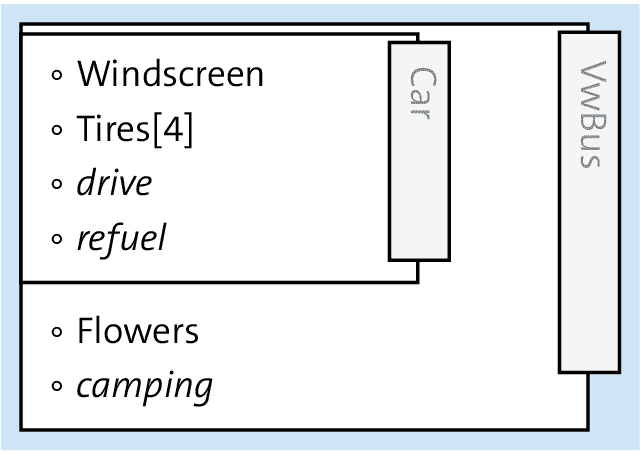 Windscreen
Tires[4]
drive
refuel
Car
VwBus
Flowers
camping